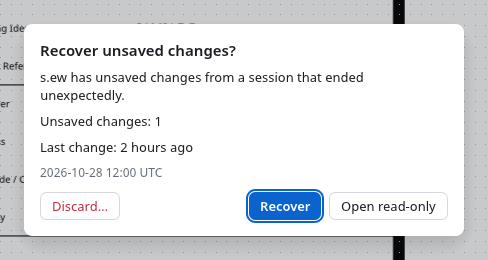 Recover unsaved changes?
s.ew has unsaved changes from a session that ended
unexpectedly.
Unsaved changes: 1
Last change: 2 hours ago
2026-10-28 12:00 UTC
Discard...
Recover
Open read-only